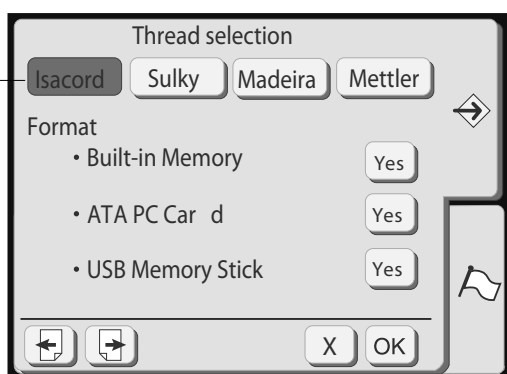 Thread selection
Isacord Sulky Madeira Mettler
Format
• Built-in Memory Yes
• ATA PC Car d Yes
• USB Memory Stick Yes
X OK